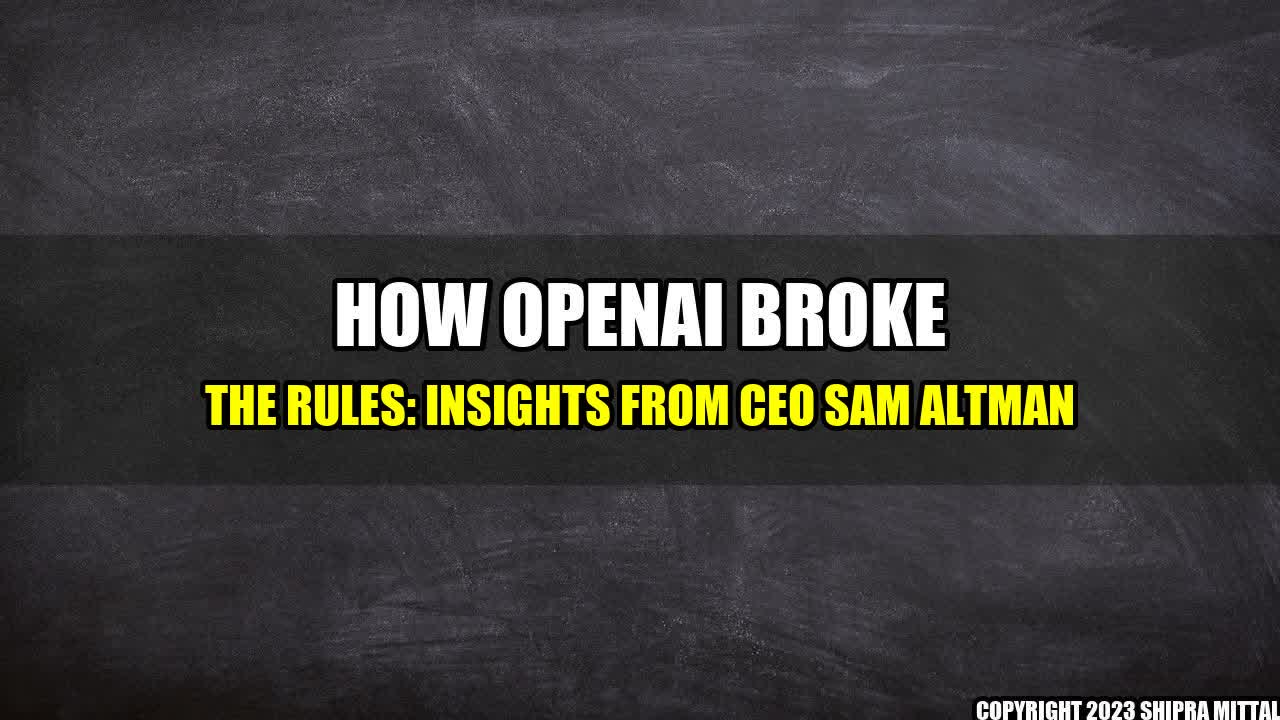 HOW OPENAI BROKE
THE RULES: INSIGHTS FROM CEO SAM ALTMAN
COPYRIGHT 2023 SHIPRA MITTAL